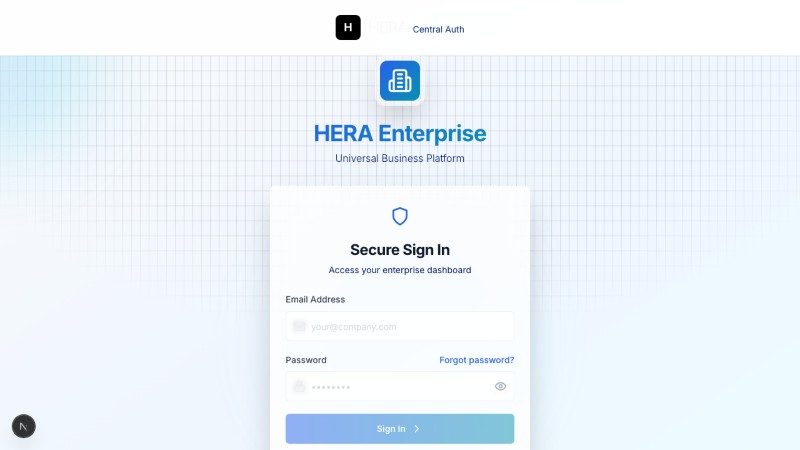 H HERA Central Auth
HERA Enterprise
Universal Business Platform
Secure Sign In
Access your enterprise dashboard
Email Address
your@company.com
Password Forgot password?
••••••••
Sign In
N